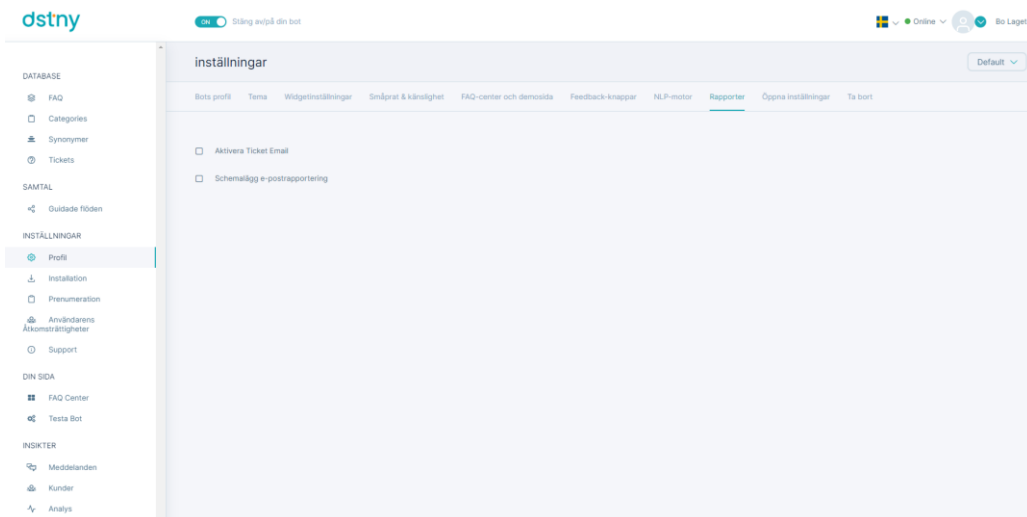 dstny
ON Stäng av/på din bot
Online
Bo Laget
inställningar
Default
Bots profil Tema Widgetinställningar Småprat & känslighet FAQ-center och demosida Feedback-knappar NLP-motor Rapporter Öppna inställningar Ta bort
Aktivera Ticket Email
Schemalägg e-postrapportering
DATABASE
FAQ
Categories
Synonymer
Tickets
SAMTAL
Guidade flöden
INSTÄLLNINGAR
Profil
Installation
Prenumeration
Användarens
Åtkomsträttigheter
Support
DIN SIDA
FAQ Center
Testa Bot
INSIKTER
Meddelanden
Kunder
Analys